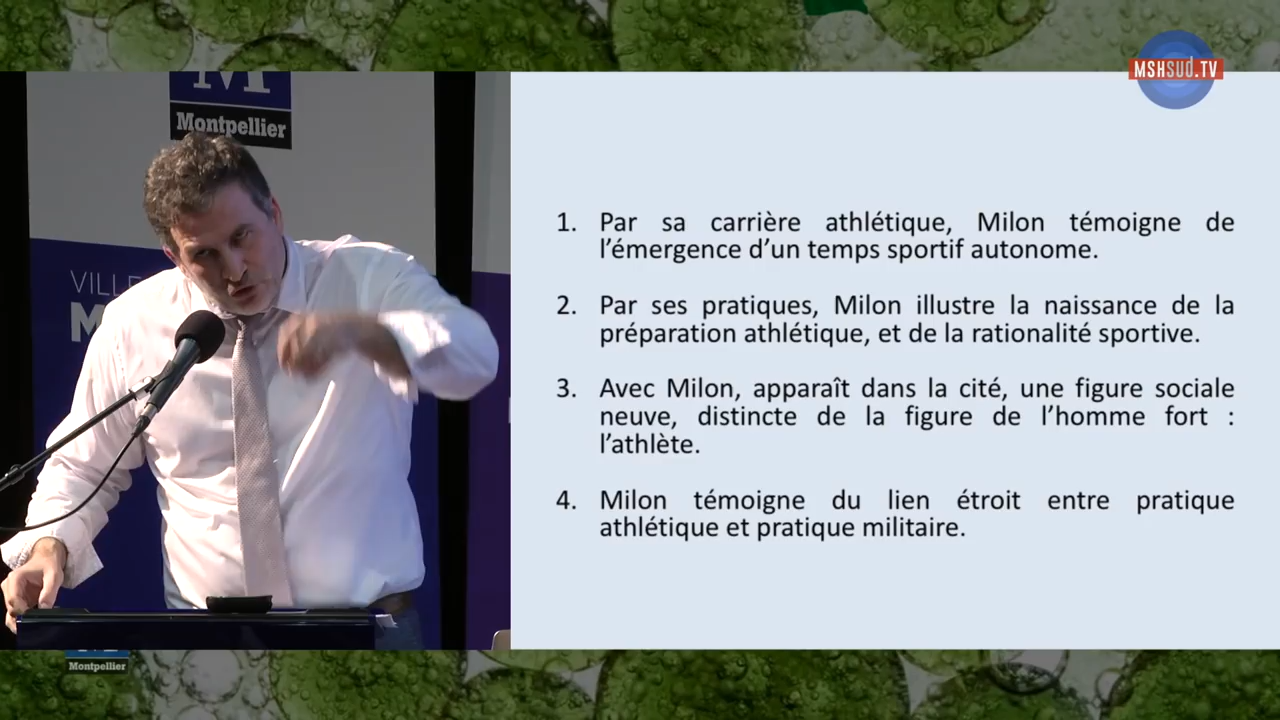 MSHSUD.TV
M
Montpellier
VILLE
M
1. Par sa carrière athlétique, Milon témoigne de
l’émergence d’un temps sportif autonome.
2. Par ses pratiques, Milon illustre la naissance de la
préparation athlétique, et de la rationalité sportive.
3. Avec Milon, apparaît dans la cité, une figure sociale
neuve, distincte de la figure de l’homme fort :
l’athlète.
4. Milon témoigne du lien étroit entre pratique
athlétique et pratique militaire.
Montpellier